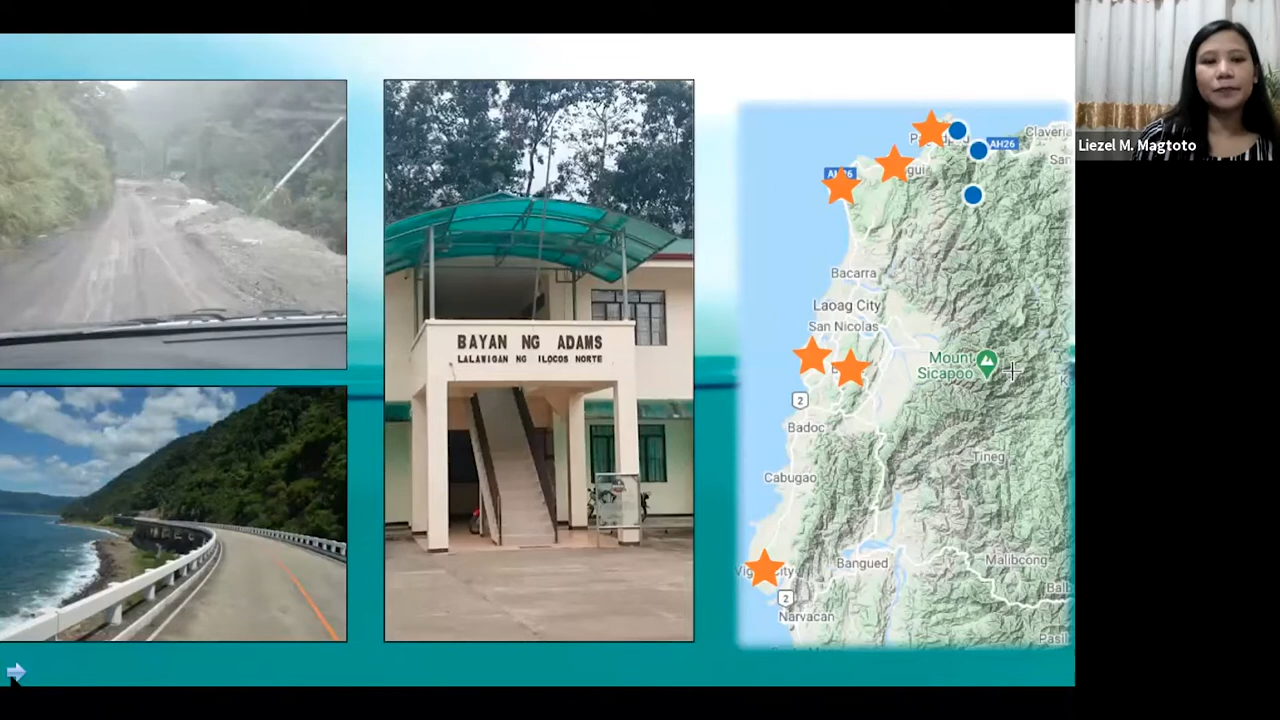 BAYAN NG ADAMS
LALAWIGAN NG ILOCOS NORTE
Claveria
AH26
San
Bacarra
Laoag City
San Nicolas
Mount
Sicapoo
2
Badoc
Tineg
Cabugao
Bangued
Malibcong
2
Narvacan
Liezel M. Magtoto